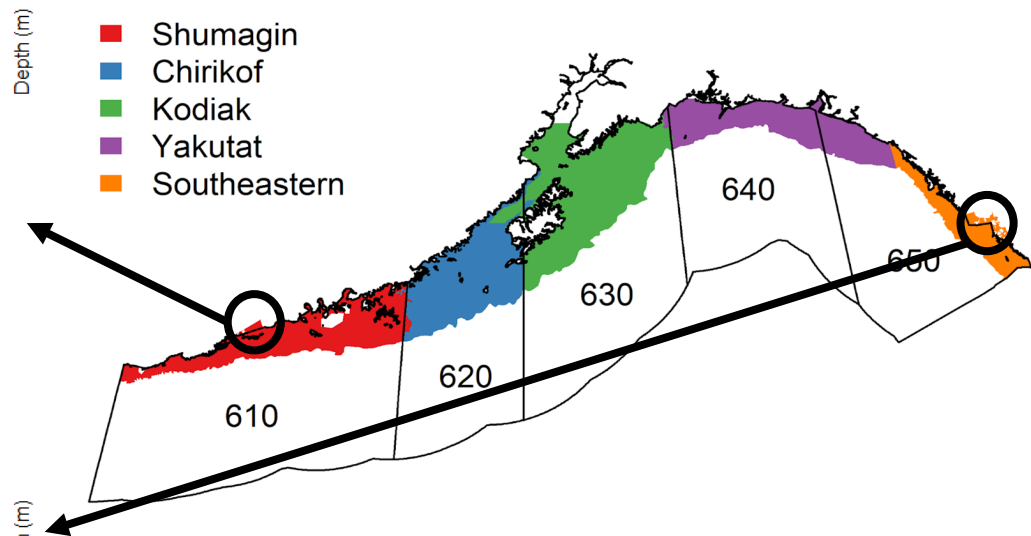 Depth (m)
Shumagin
Chirikof
Kodiak
Yakutat
Southeastern
640
650
630
620
610
(m)